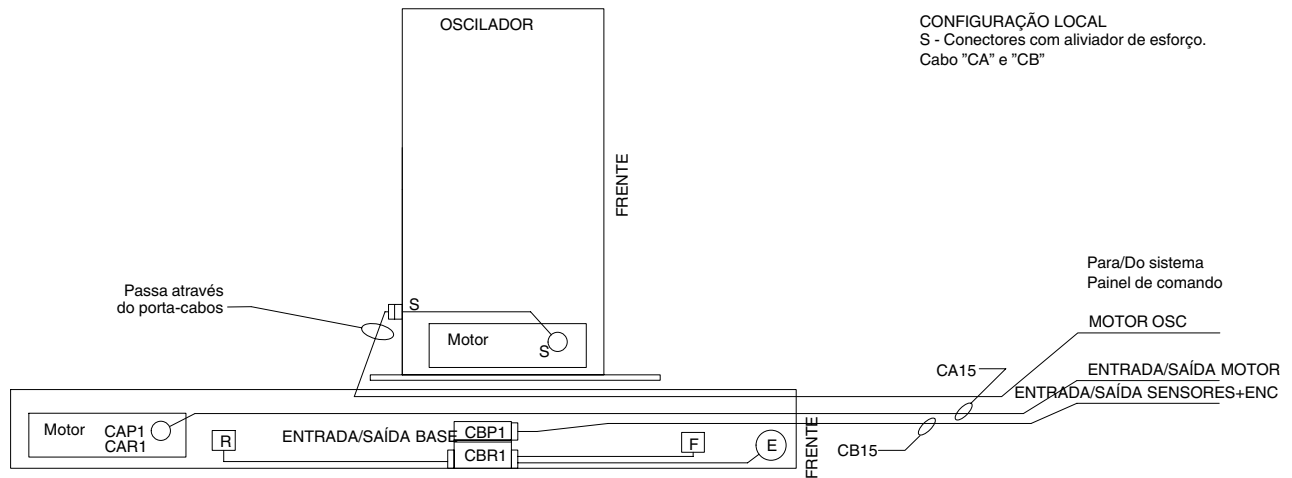 OSCILADOR
CONFIGURAÇÃO LOCAL
S - Conectores com aliviador de esforço.
Cabo "CA" e "CB"
FRENTE
Para/Do sistema
Painel de comando
Passa através
do porta-cabos
S
Motor
S
MOTOR OSC
CA15
ENTRADA/SAÍDA MOTOR
ENTRADA/SAÍDA SENSORES+ENC
Motor
CAP1
CAR1
R
ENTRADA/SAÍDA BASE
CBP1
CBR1
F
E
FRENTE
CB15